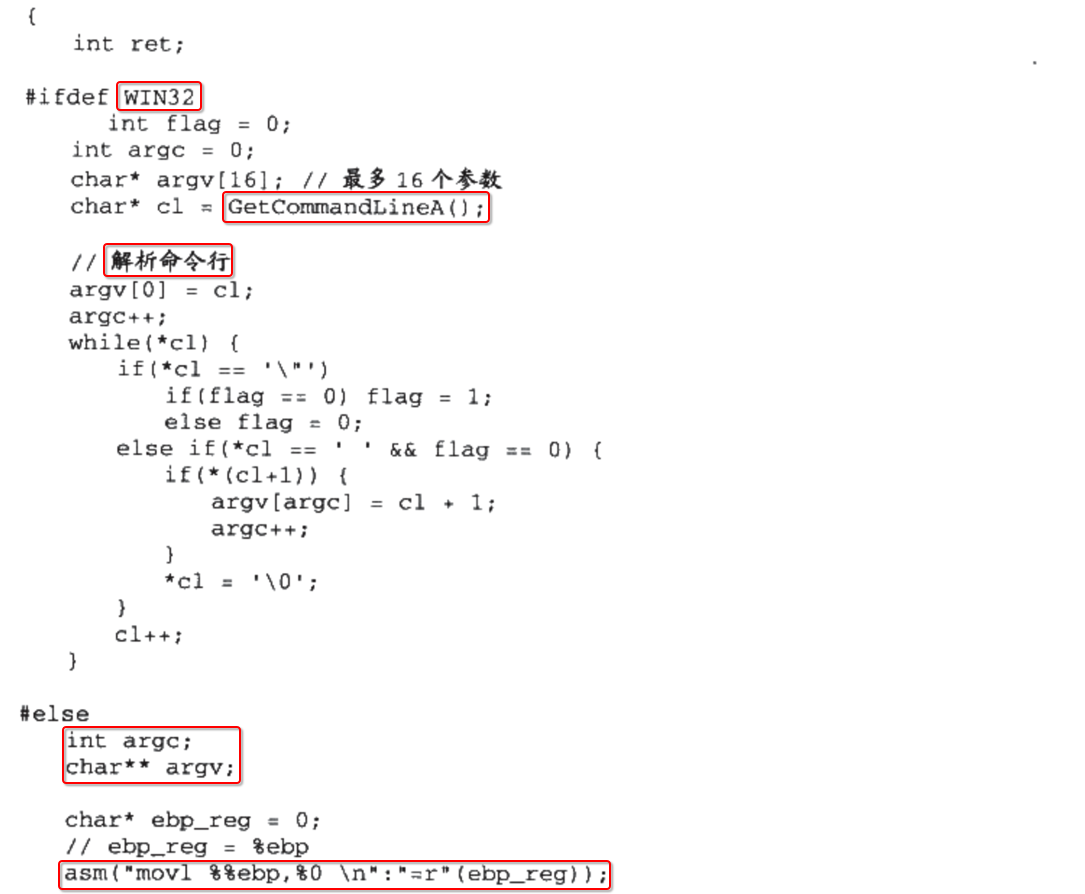 {
    int ret;

#ifdef WIN32
        int flag = 0;
    int argc = 0;
    char* argv[16]; // 最多 16 个参数
    char* cl = GetCommandLineA();

    // 解析命令行
    argv[0] = cl;
    argc++;
    while(*cl) {
        if(*cl == '\"')
            if(flag == 0) flag = 1;
            else flag = 0;
        else if(*cl == ' ' && flag == 0) {
            if(*(cl+1)) {
                argv[argc] = cl + 1;
                argc++;
            }
            *cl = '\0';
        }
        cl++;
    }

#else
    int argc;
    char** argv;

    char* ebp_reg = 0;
    // ebp_reg = %ebp
    asm("movl %%ebp,%0 \n":"=r"(ebp_reg));